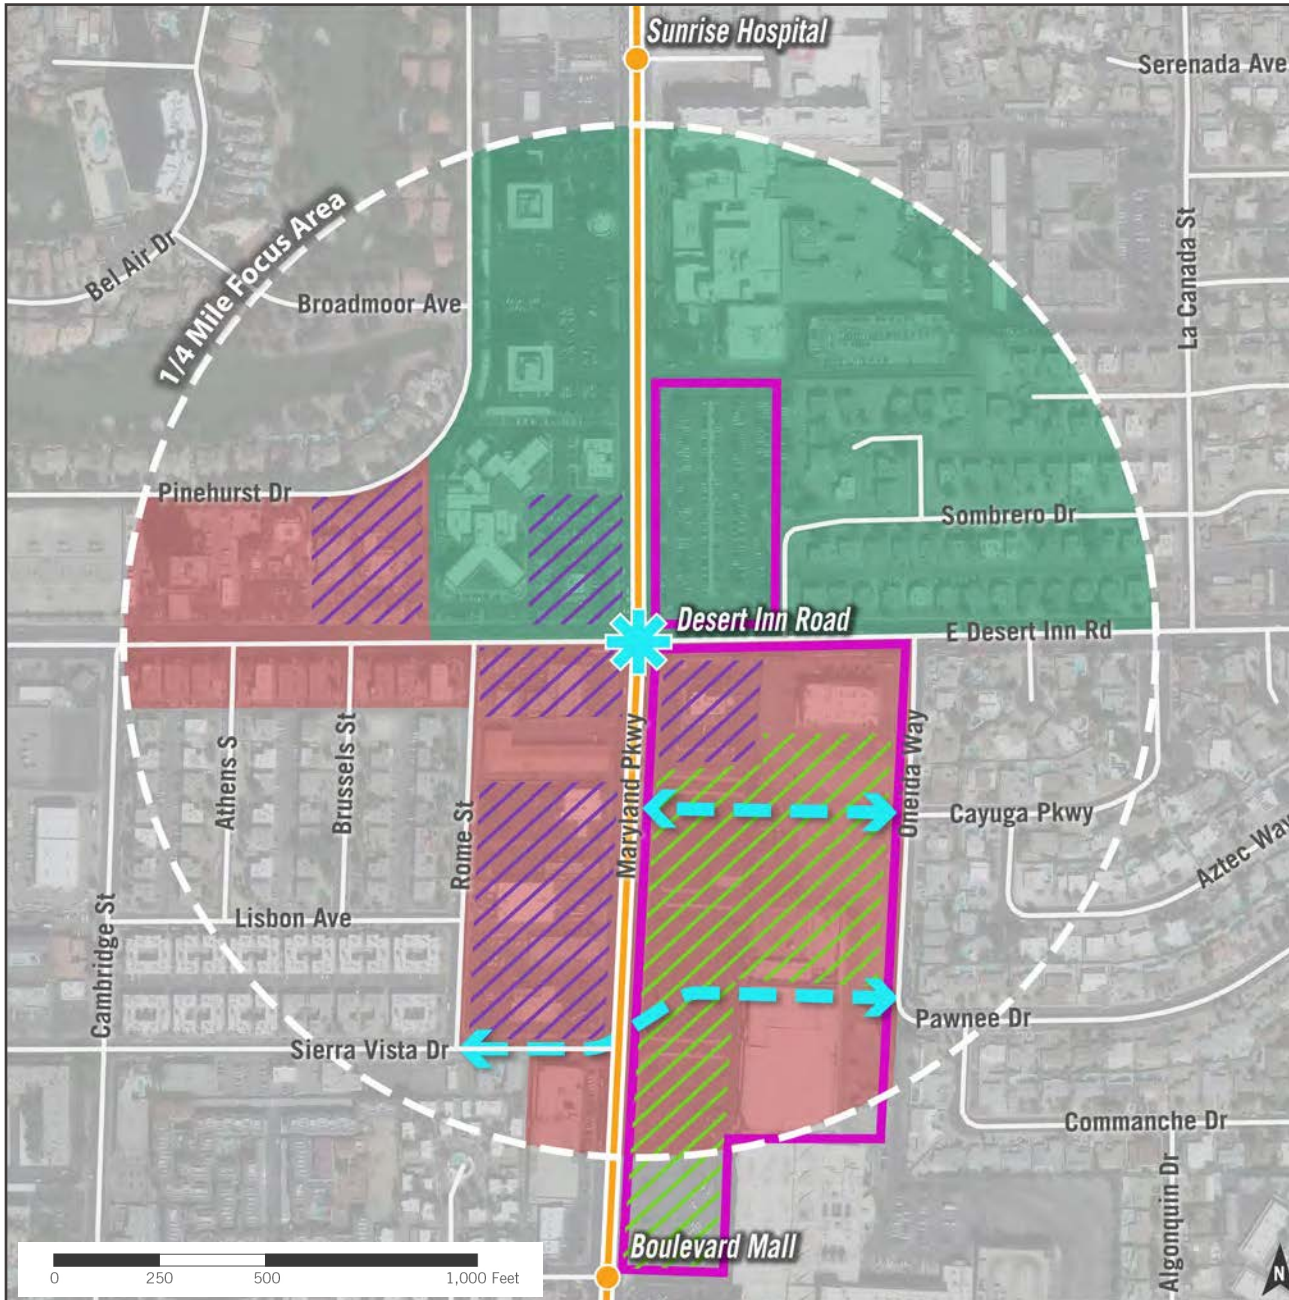 Sunrise Hospital
Serenada Ave
1/4 Mile Focus Area
Bel Air Dr
Broadmoor Ave
La Canada St
Pinehurst Dr
Sombrero Dr
Desert Inn Road
E Desert Inn Rd
Athens S
Brussels St
Rome St
Maryland Pkwy
Oneida Way
Cayuga Pkwy
Aztec Way
Lisbon Ave
Cambridge St
Pawnee Dr
Sierra Vista Dr
Commanche Dr
Algonquin Dr
Boulevard Mall
0 250 500 1,000 Feet
N